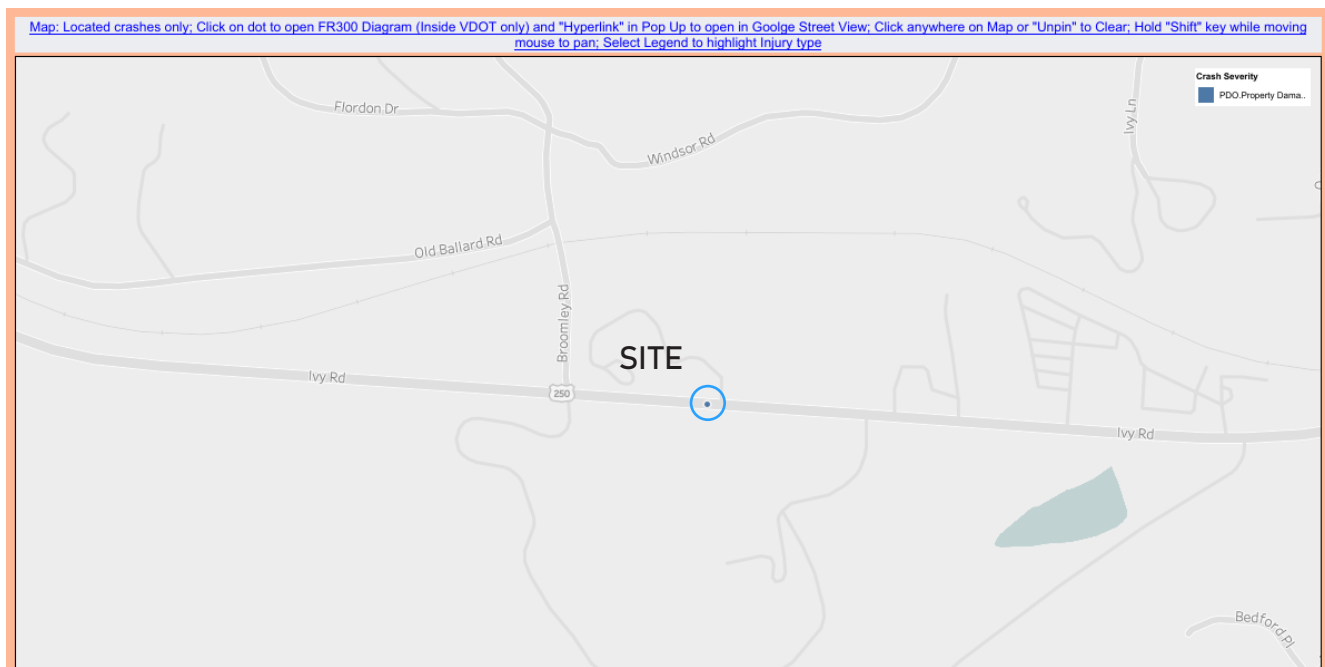 Map: Located crashes only; Click on dot to open FR300 Diagram (Inside VDOT only) and "Hyperlink" in Pop Up to open in Goolge Street View; Click anywhere on Map or "Unpin" to Clear; Hold "Shift" key while moving
mouse to pan; Select Legend to highlight Injury type
Crash Severity
PDO.Property Dama..
Flordon Dr
Ivy Ln
Windsor Rd
Old Ballard Rd
Broomley Rd
SITE
Ivy Rd
250
Ivy Rd
Bedford Pl